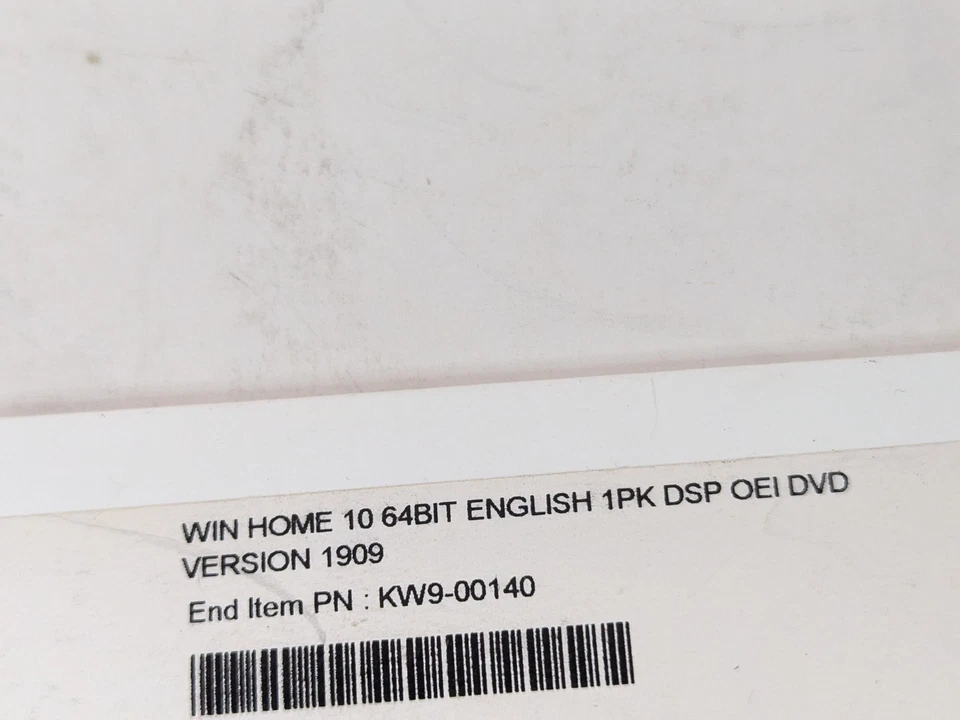 WIN HOME 10 64BIT ENGLISH 1PK DSP OEI DVD
VERSION 1909
End Item PN : KW9-00140